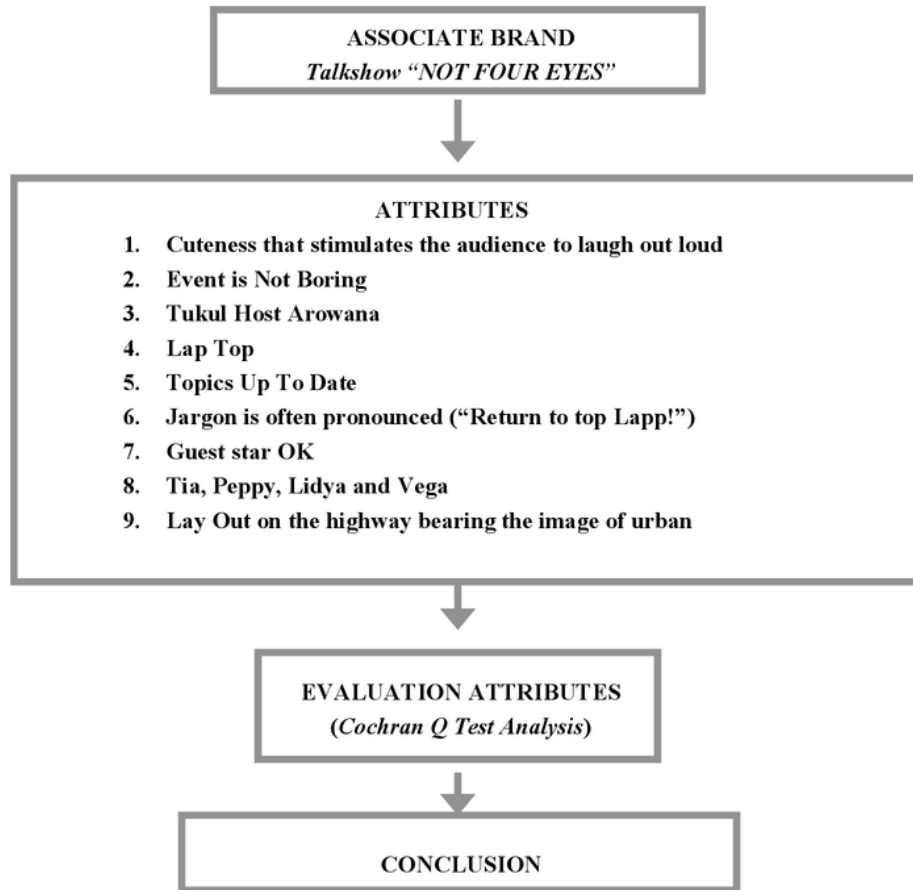 ASSOCIATE BRAND
Talkshow “NOT FOUR EYES”
ATTRIBUTES
1. Cuteness that stimulates the audience to laugh out loud
2. Event is Not Boring
3. Tukul Host Arowana
4. Lap Top
5. Topics Up To Date
6. Jargon is often pronounced (“Return to top Lapp!”)
7. Guest star OK
8. Tia, Peppy, Lidya and Vega
9. Lay Out on the highway bearing the image of urban
EVALUATION ATTRIBUTES
(Cochran Q Test Analysis)
CONCLUSION